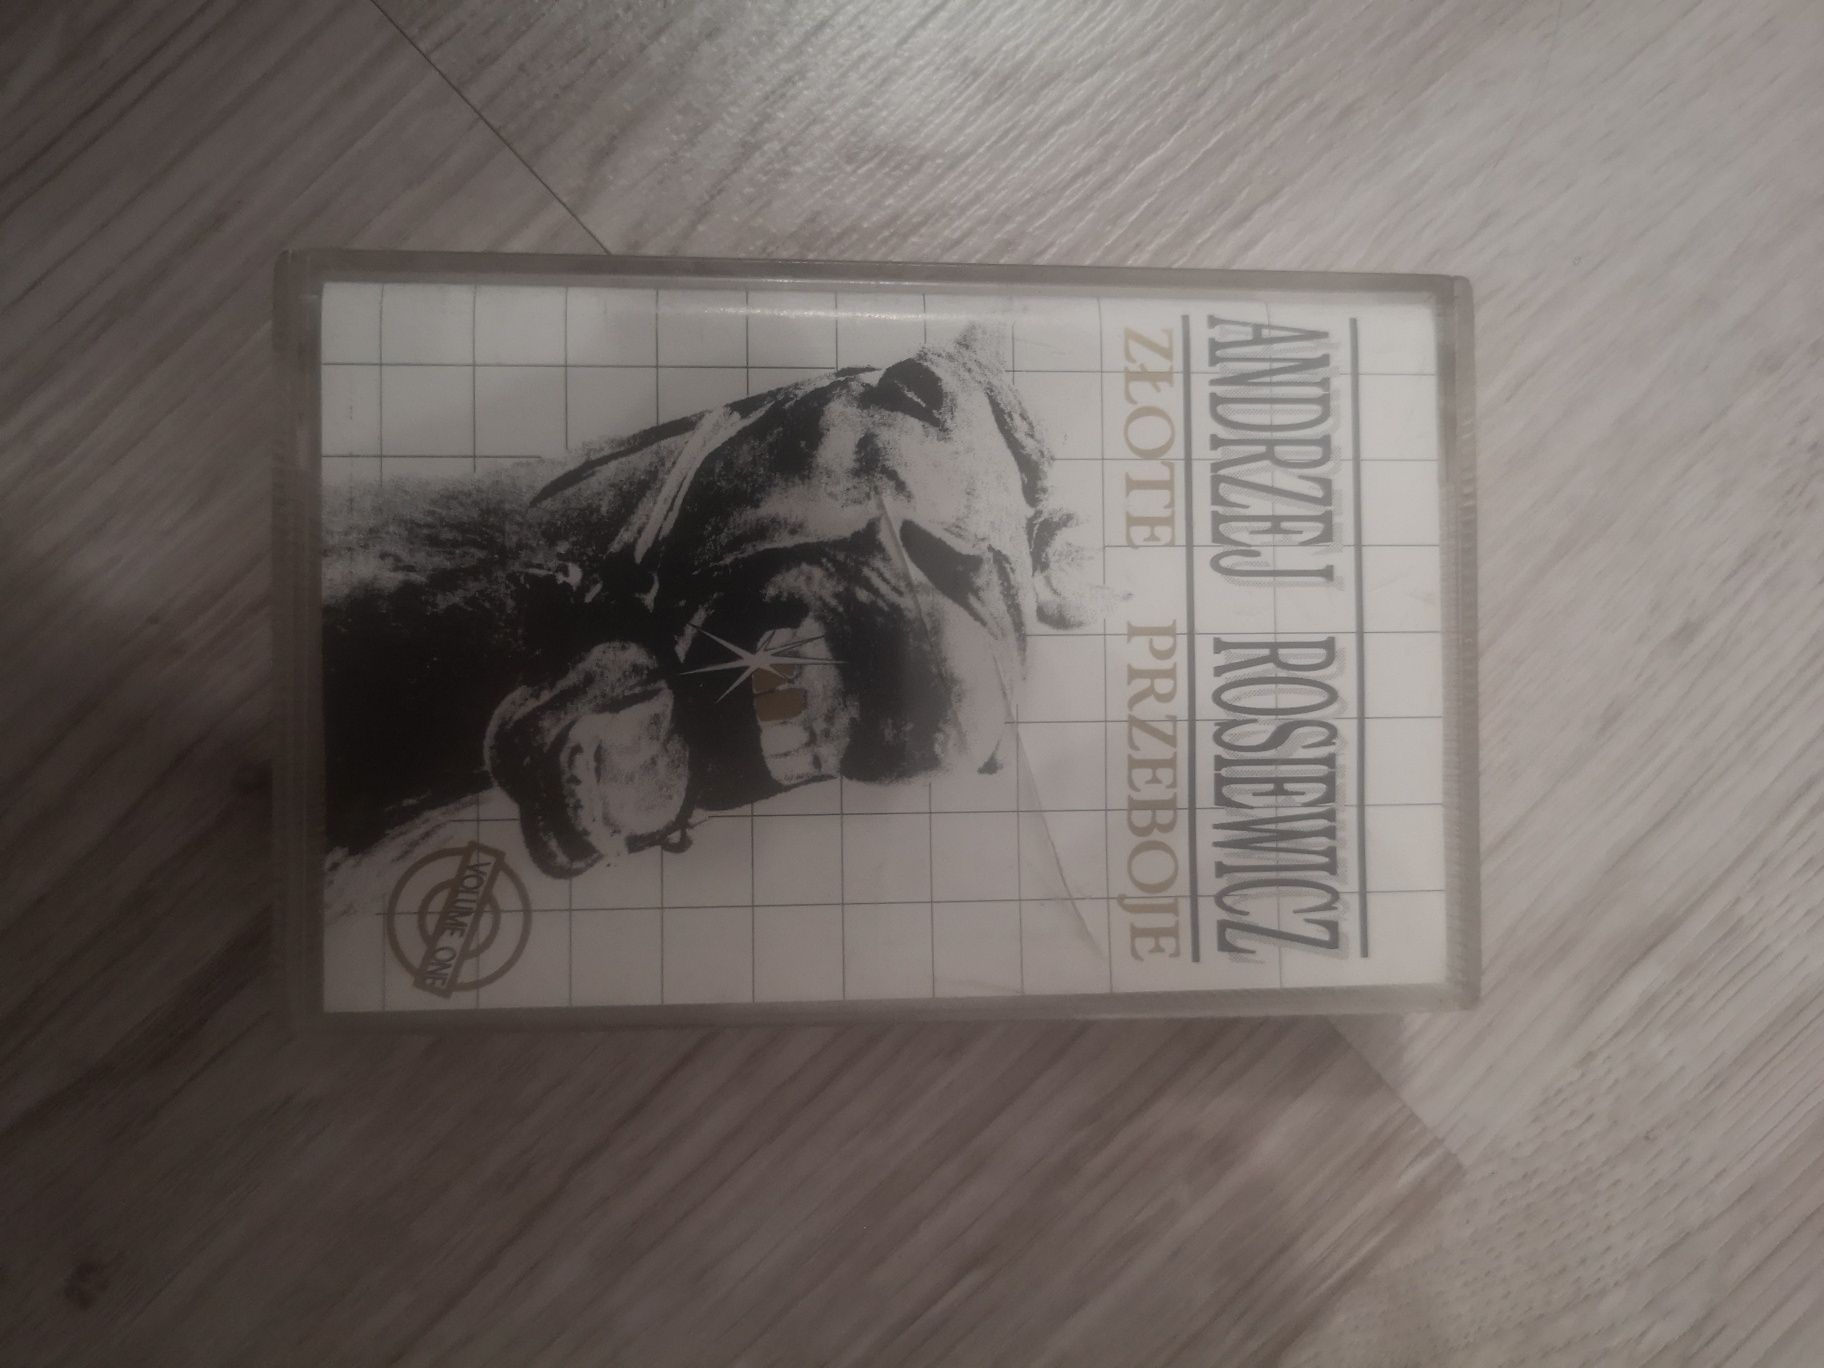 ANDRZEJ ROSIEWICZ
ZŁOTE PRZEBOJE
VOLUME ONE